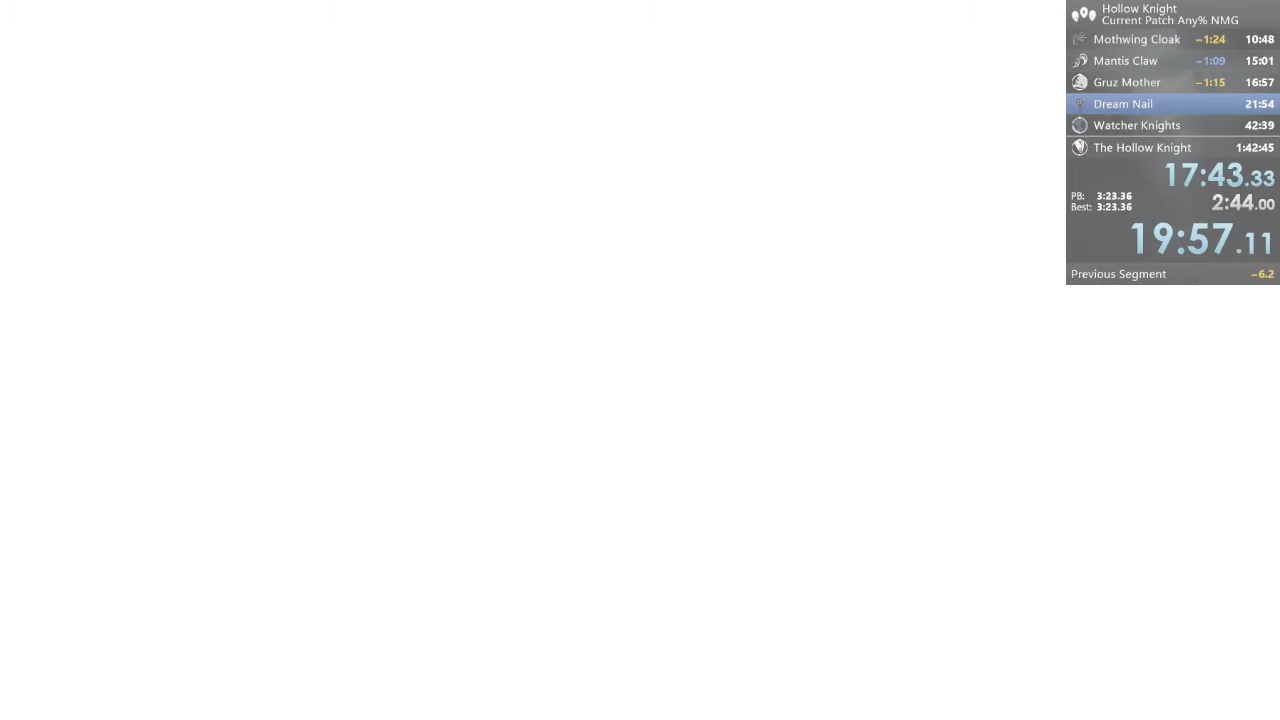 Hollow Knight
Current Patch Any% NMG
Mothwing Cloak −1:24 10:48
Mantis Claw −1:09 15:01
Gruz Mother −1:15 16:57
Dream Nail 21:54
Watcher Knights 42:39
The Hollow Knight 1:42:45
17:43.33
PB: 3:23.36
Best: 3:23.36
2:44.00
19:57.11
Previous Segment −6.2